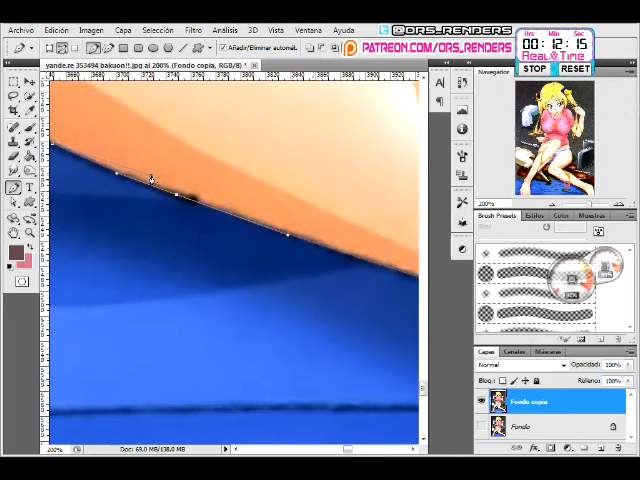 Archivo Edición Imagen Capa Selección Filtro Análisis 3D Vista Ventana Ayuda
@ORS_RENDERS
PATREON.COM/ORS_RENDERS
Hrs Min Sec
00:12:15
Real&Time
STOP RESET
Añadir/Eliminar automát.
yande.re 353494 bakuon!!.jpg al 200% (Fondo copia, RGB/8) *
Navegador
200%
Brush Presets Estilos Color Muestras
Size:
Capas Canales Máscaras
Normal Opacidad: 100%
Bloq.: Relleno: 100%
Fondo copia
Fondo
200% Doc: 69.0 MB/138.0 MB